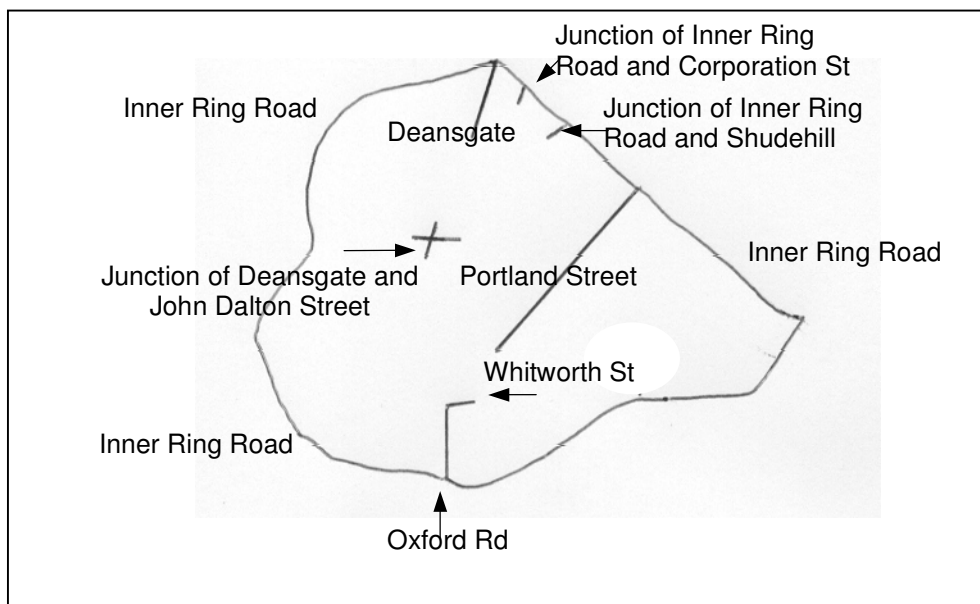 Junction of Inner Ring
Road and Corporation St
Inner Ring Road
Junction of Inner Ring
Road and Shudehill
Deansgate
Inner Ring Road
Junction of Deansgate and
John Dalton Street
Portland Street
Whitworth St
Inner Ring Road
Oxford Rd